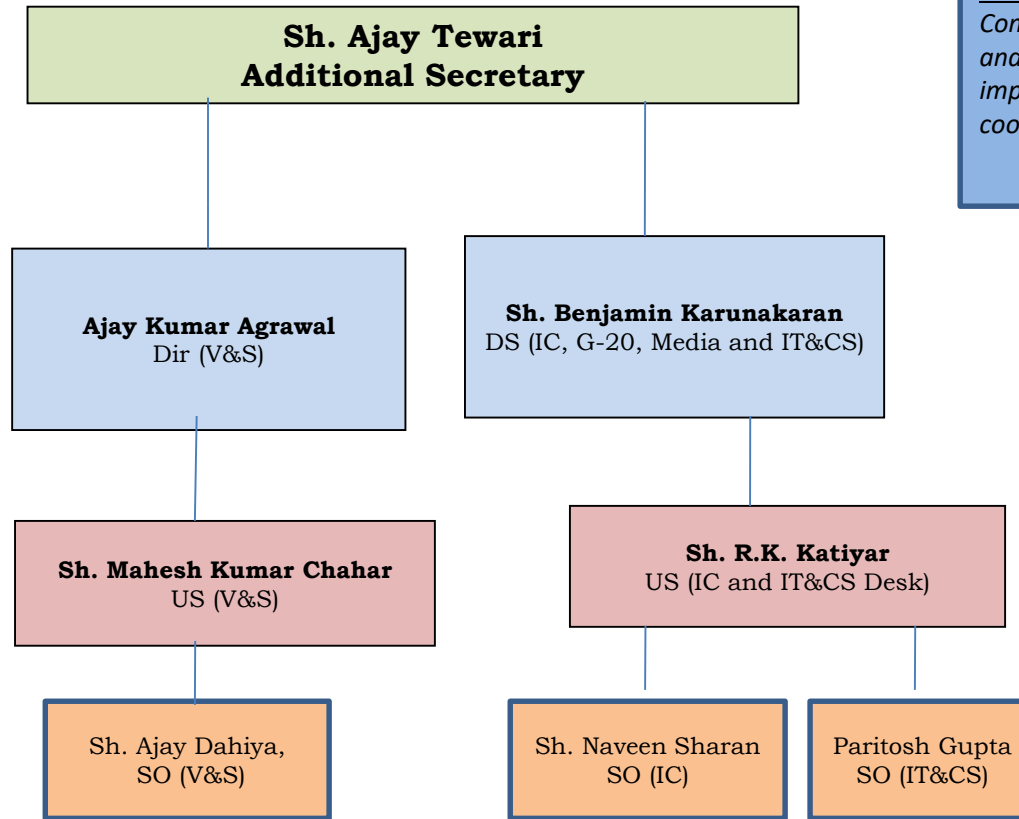 Sh. Ajay Tewari
Additional Secretary
and
Ajay Kumar Agrawal
Dir (V&S)
Sh. Benjamin Karunakaran
DS (IC, G-20, Media and IT&CS)
Sh. Mahesh Kumar Chahar
US (V&S)
Sh. R.K. Katiyar
US (IC and IT&CS Desk)
Sh. Ajay Dahiya,
SO (V&S)
Sh. Naveen Sharan
SO (IC)
Paritosh Gupta
SO (IT&CS)